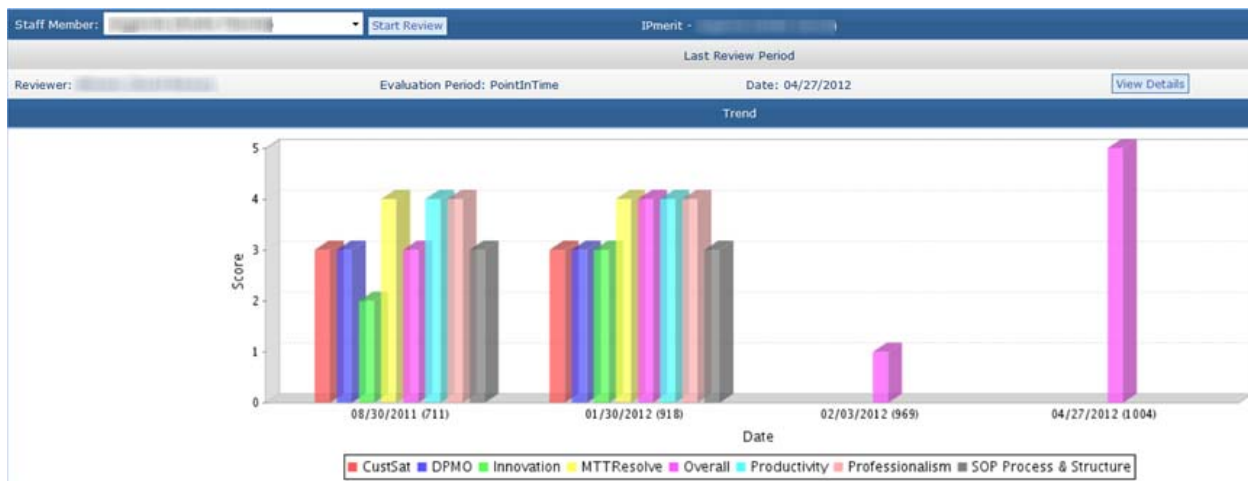 Staff Member: Start Review IPmerit -
Last Review Period
Reviewer: Evaluation Period: PointInTime Date: 04/27/2012 View Details
Trend
5
4
3
2
1
0
Score
08/30/2011 (711) 01/30/2012 (918) 02/03/2012 (969) 04/27/2012 (1004)
Date
CustSat DPMO Innovation MTTResolve Overall Productivity Professionalism SOP Process & Structure